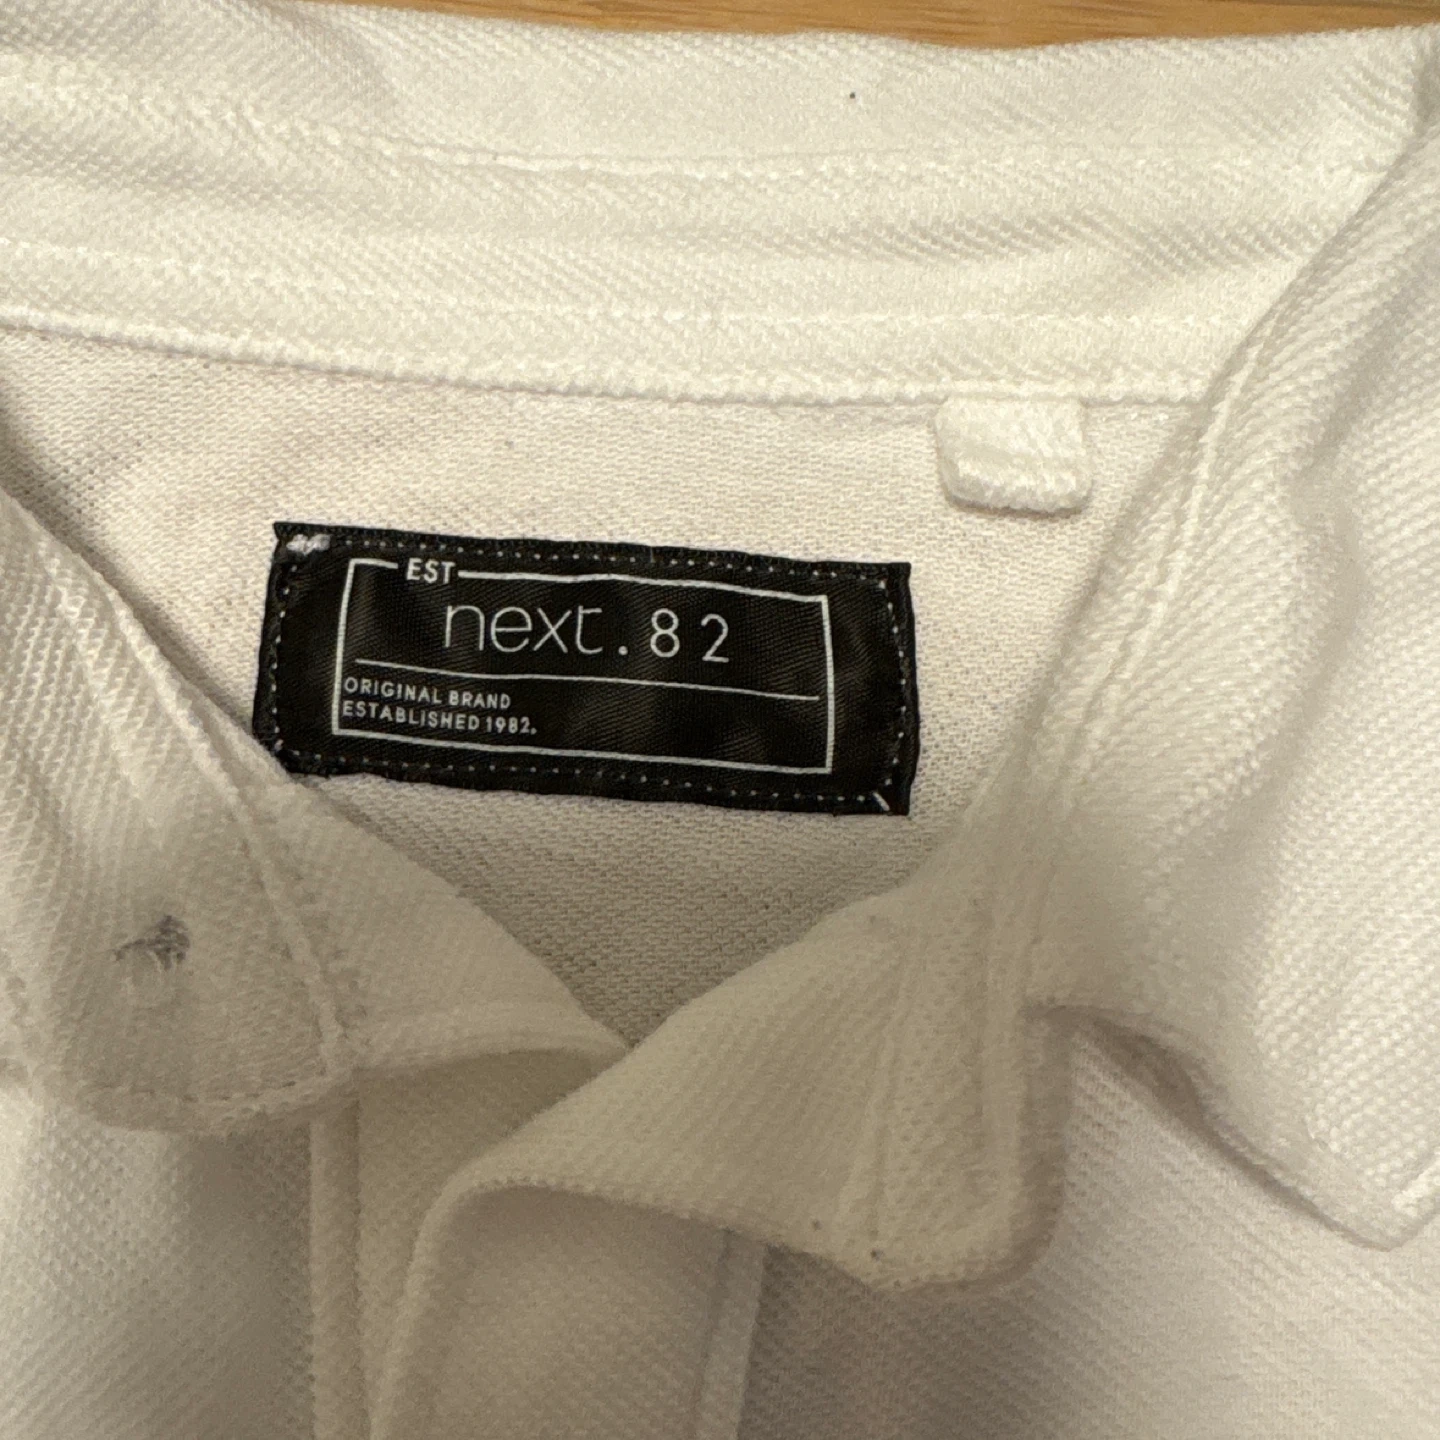 EST
next.82
ORIGINAL BRAND
ESTABLISHED 1982.